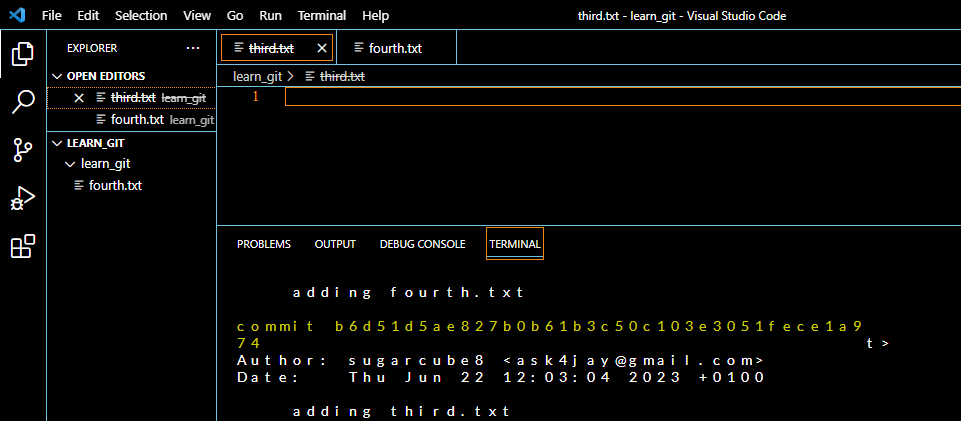 File Edit Selection View Go Run Terminal Help third.txt - learn_git - Visual Studio Code
EXPLORER ···
third.txt fourth.txt
OPEN EDITORS
learn_git > third.txt
third.txt learn_git
1
fourth.txt learn_git
LEARN_GIT
learn_git
fourth.txt
PROBLEMS OUTPUT DEBUG CONSOLE TERMINAL
adding fourth.txt
commit b6d51d5ae827b0b61b3c50c103e3051fece1a9
74 t>
Author: sugarcube8 <ask4jay@gmail.com>
Date: Thu Jun 22 12:03:04 2023 +0100
adding third.txt